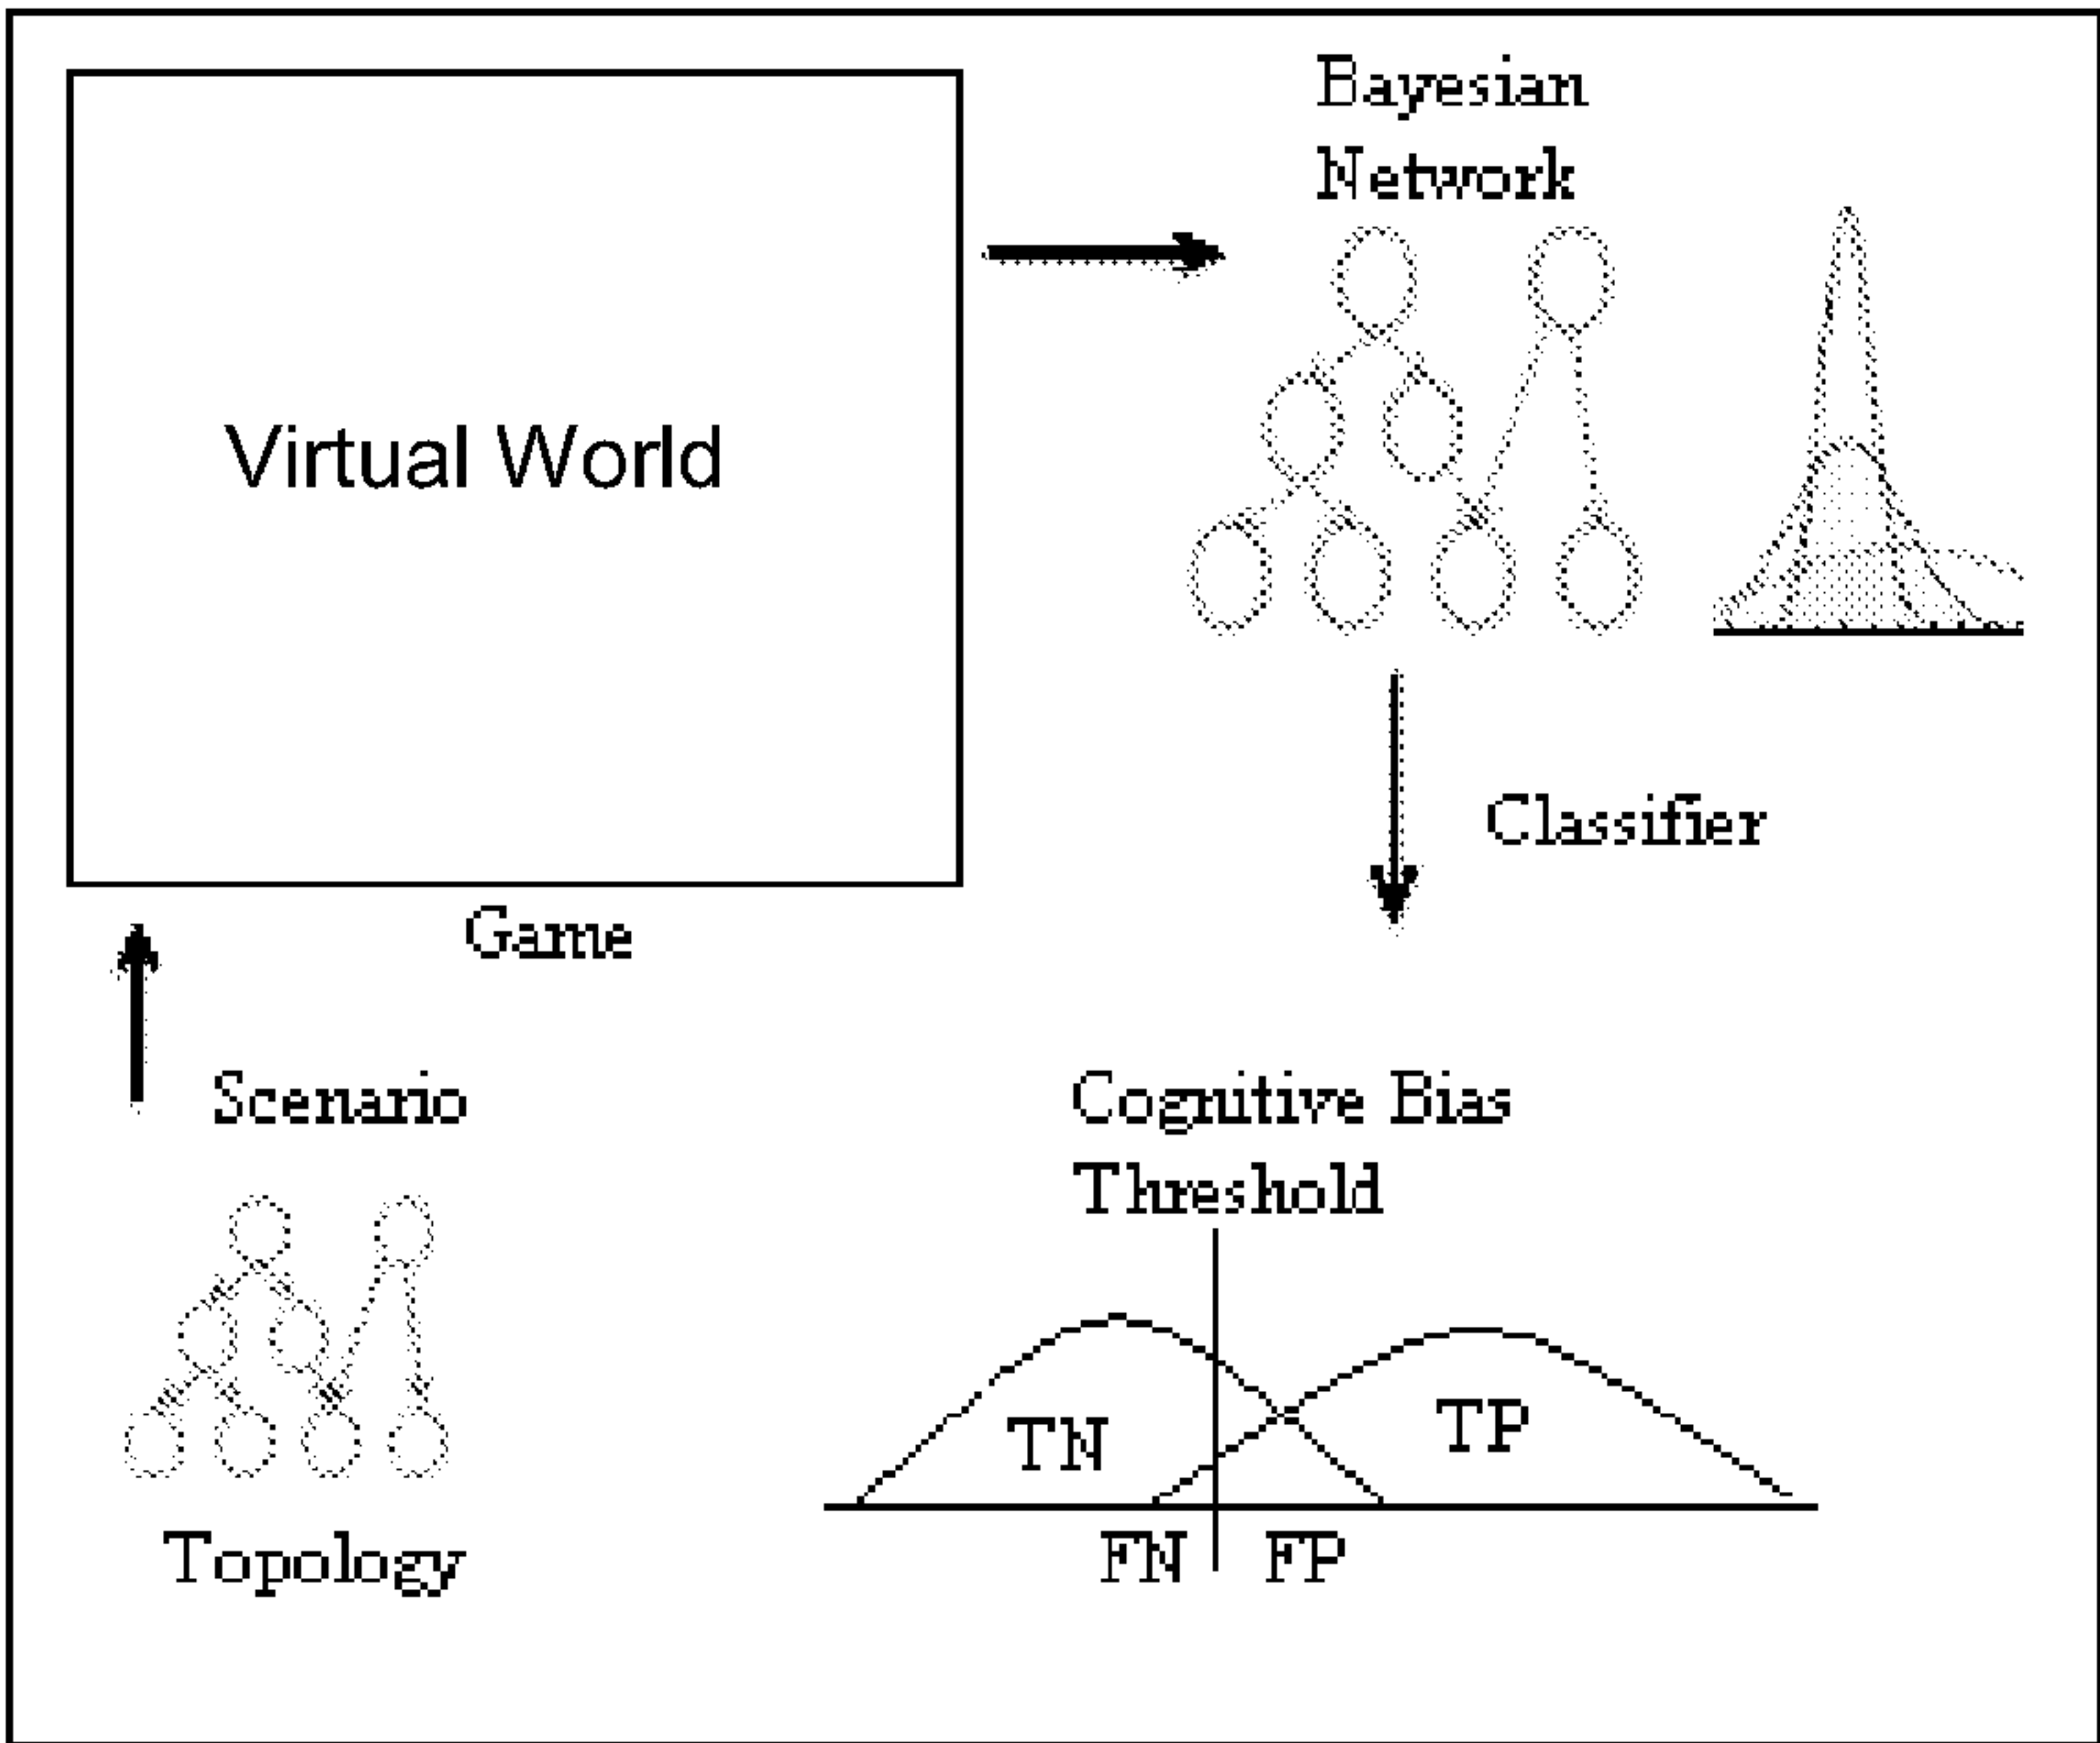 Bayesian
Network
Virtual World
Classifier
Game
Scenario
Cognitive Bias
Threshold
TN
TP
FN
FP
Topology